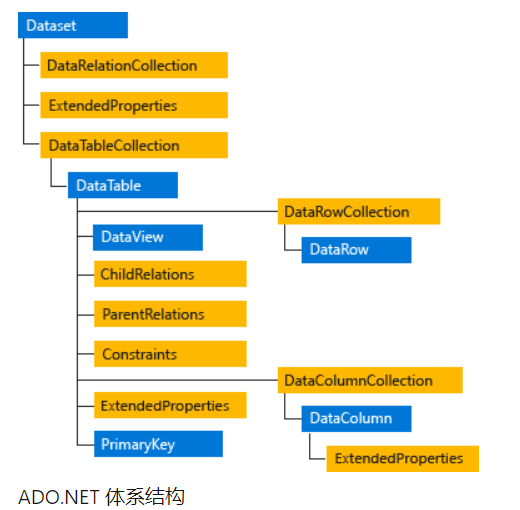 Dataset
DataRelationCollection
ExtendedProperties
DataTableCollection
DataTable
DataRowCollection
DataView
DataRow
ChildRelations
ParentRelations
Constraints
DataColumnCollection
ExtendedProperties
DataColumn
PrimaryKey
ExtendedProperties
ADO.NET 体系结构